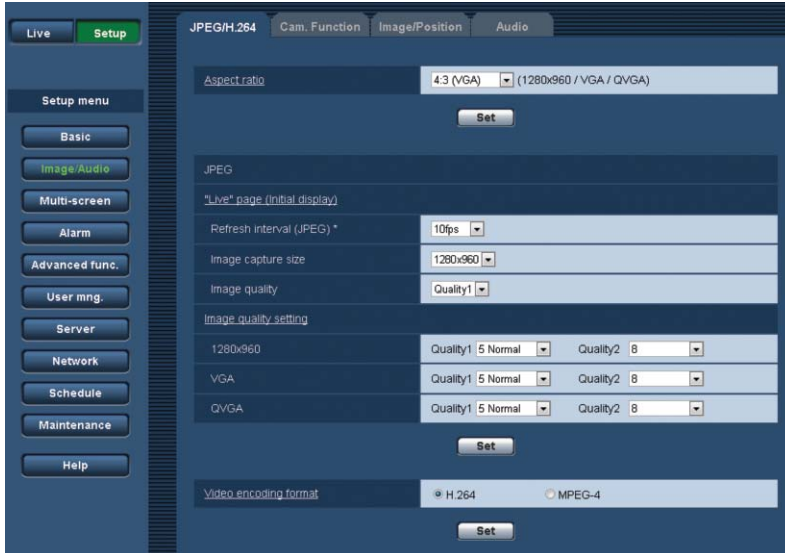 Live Setup
JPEG/H.264 Cam. Function Image/Position Audio
Setup menu
Basic
Image/Audio
Multi-screen
Alarm
Advanced func.
User mng.
Server
Network
Schedule
Maintenance
Help
Aspect ratio 4:3 (VGA) (1280x960 / VGA / QVGA)
Set
JPEG
"Live" page (Initial display)
Refresh interval (JPEG) * 10fps
Image capture size 1280x960
Image quality Quality1
Image quality setting
1280x960 Quality1 5 Normal Quality2 8
VGA Quality1 5 Normal Quality2 8
QVGA Quality1 5 Normal Quality2 8
Set
Video encoding format H.264 MPEG-4
Set